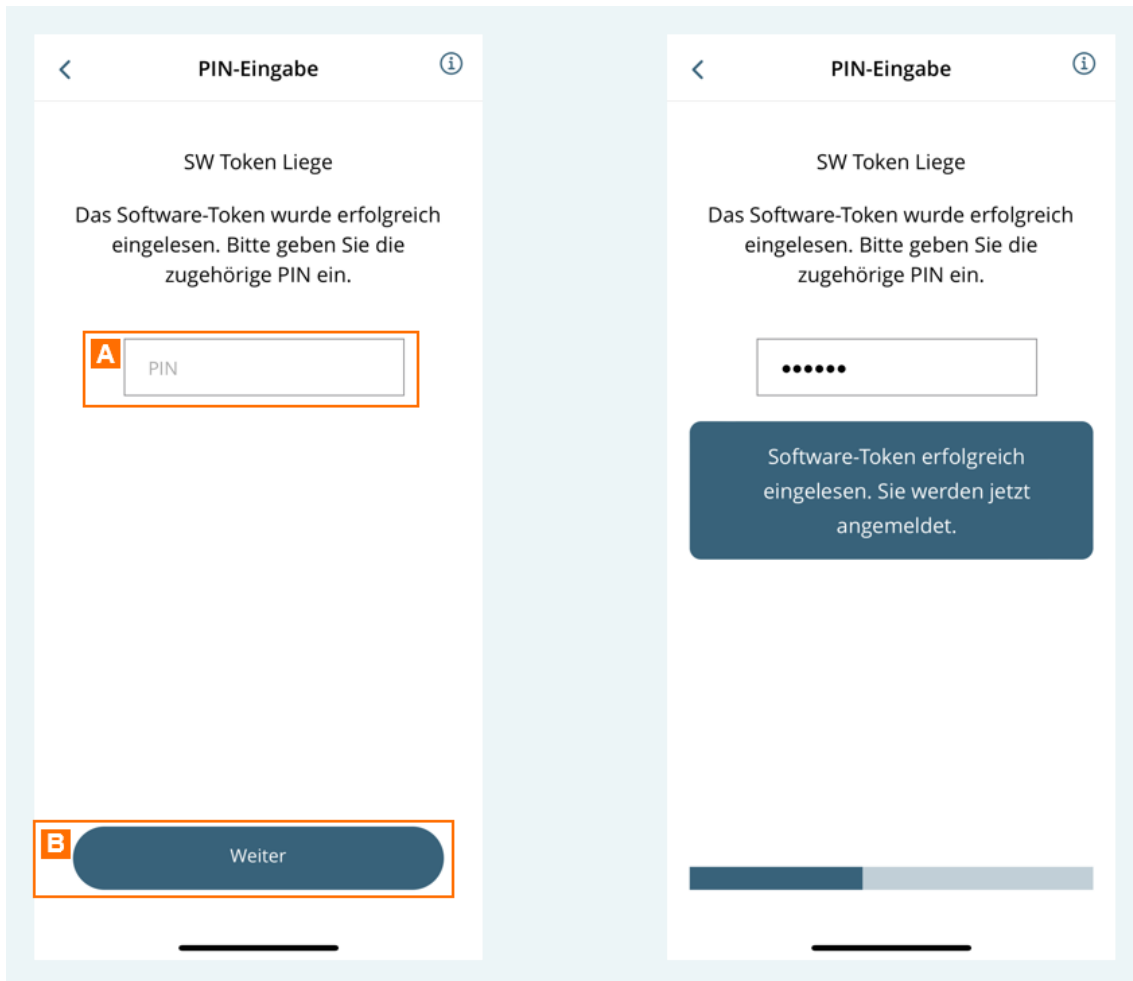 PIN-Eingabe
SW Token Liege
Das Software-Token wurde erfolgreich
eingelesen. Bitte geben Sie die
zugehörige PIN ein.
A
PIN
B
Weiter
PIN-Eingabe
SW Token Liege
Das Software-Token wurde erfolgreich
eingelesen. Bitte geben Sie die
zugehörige PIN ein.
••••••
Software-Token erfolgreich
eingelesen. Sie werden jetzt
angemeldet.